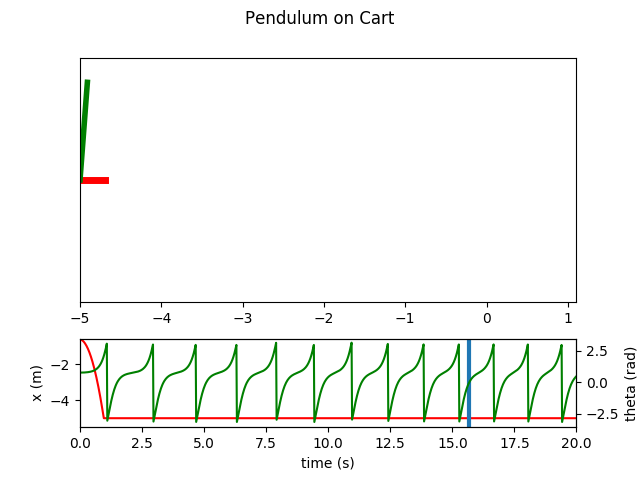 Pendulum on Cart
−5 −4 −3 −2 −1 0 1
x (m)
−2
−4
2.5
0.0
−2.5
theta (rad)
0.0 2.5 5.0 7.5 10.0 12.5 15.0 17.5 20.0
time (s)